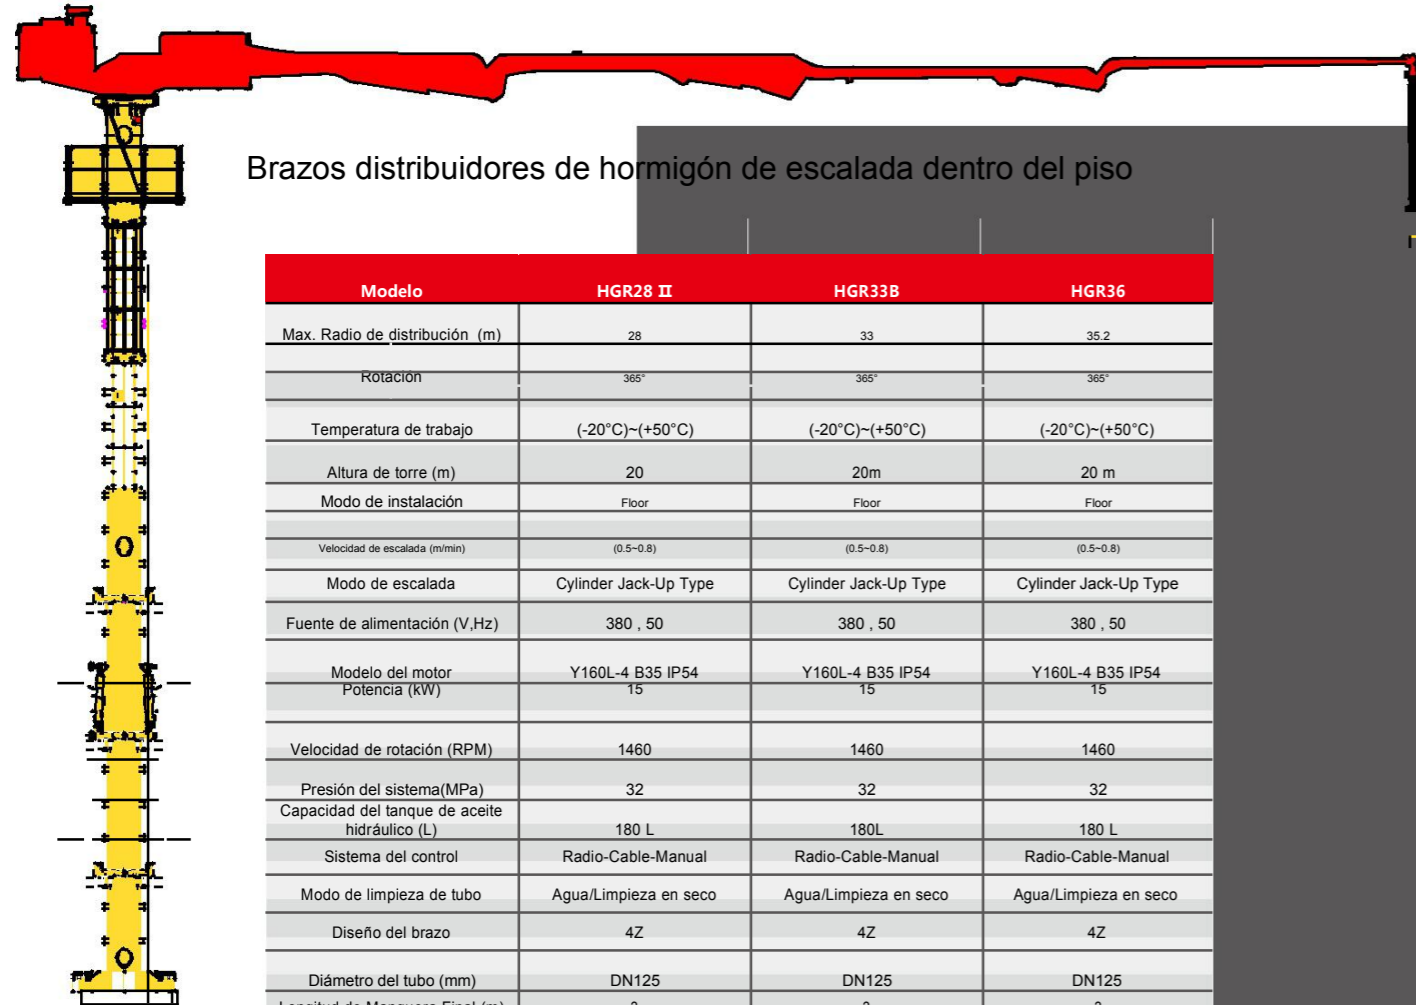 Brazos distribuidores de hormigón de escalada dentro del piso
Modelo HGR28 II HGR33B HGR36
Max. Radio de distribución (m) 28 33 35.2
Rotación 365° 365° 365°
Temperatura de trabajo (-20°C)~(+50°C) (-20°C)~(+50°C) (-20°C)~(+50°C)
Altura de torre (m) 20 20m 20 m
Modo de instalación Floor Floor Floor
Velocidad de escalada (m/min) (0.5~0.8) (0.5~0.8) (0.5~0.8)
Modo de escalada Cylinder Jack-Up Type Cylinder Jack-Up Type Cylinder Jack-Up Type
Fuente de alimentación (V,Hz) 380 , 50 380 , 50 380 , 50
Modelo del motor Y160L-4 B35 IP54 Y160L-4 B35 IP54 Y160L-4 B35 IP54
Potencia (kW) 15 15 15
Velocidad de rotación (RPM) 1460 1460 1460
Presión del sistema(MPa) 32 32 32
Capacidad del tanque de aceite
hidráulico (L) 180 L 180L 180 L
Sistema del control Radio-Cable-Manual Radio-Cable-Manual Radio-Cable-Manual
Modo de limpieza de tubo Agua/Limpieza en seco Agua/Limpieza en seco Agua/Limpieza en seco
Diseño del brazo 4Z 4Z 4Z
Diámetro del tubo (mm) DN125 DN125 DN125
Longitud de Manguera Final (m)